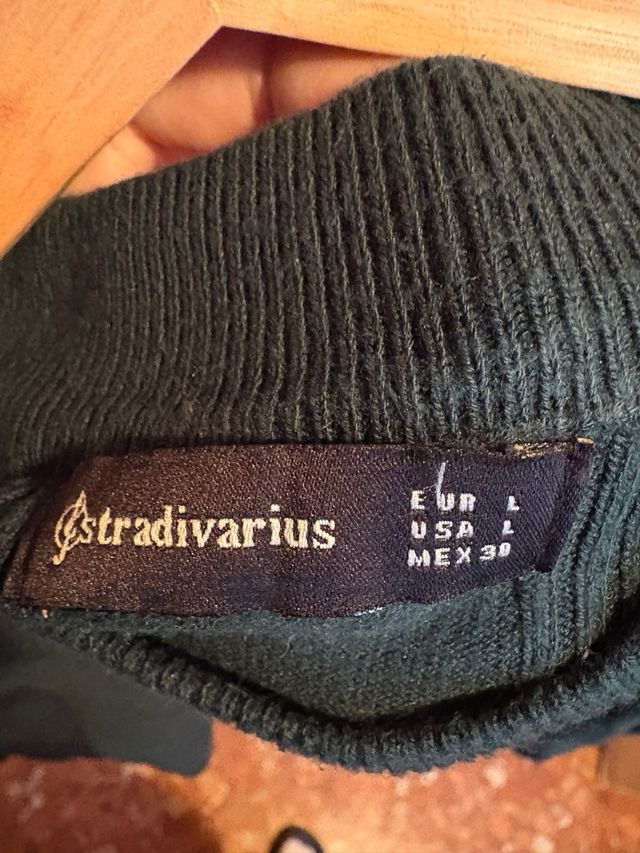 stradivarius
EUR L
USA L
MEX 30